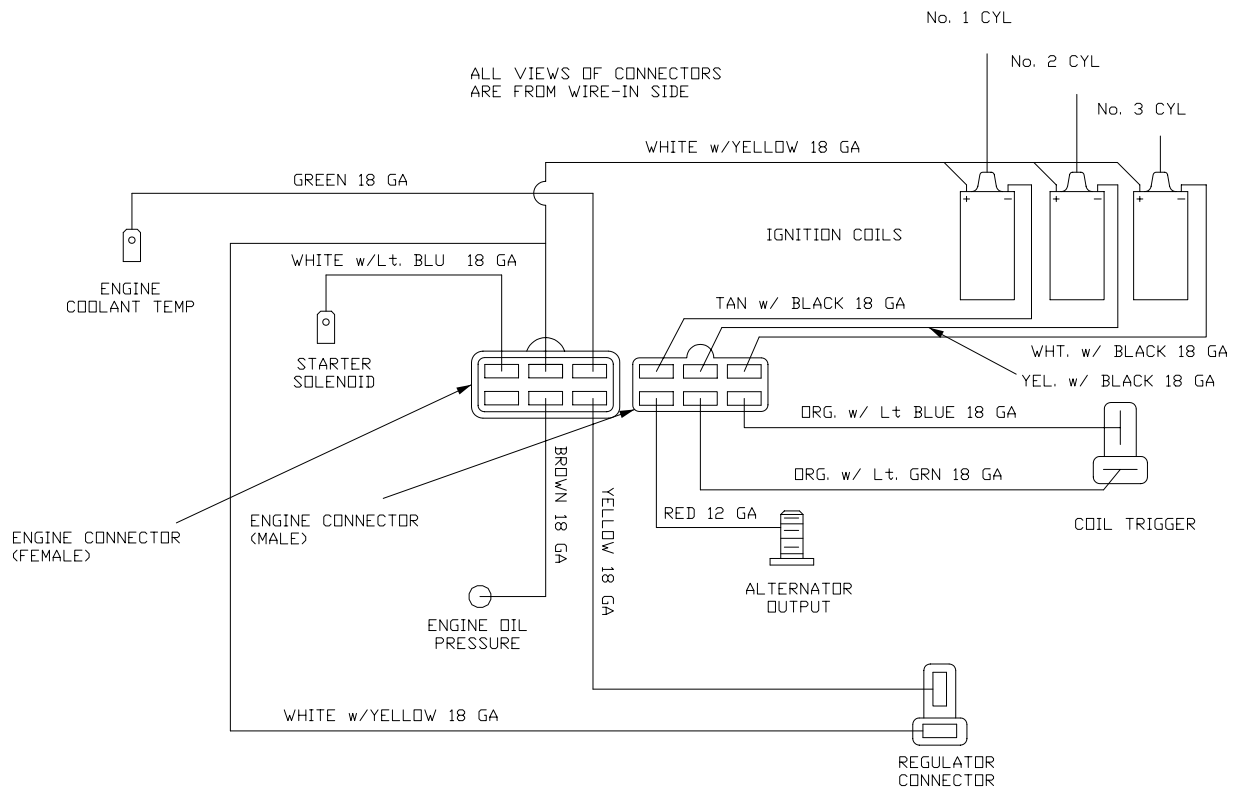 No. 1 CYL
No. 2 CYL
ALL VIEWS OF CONNECTORS
ARE FROM WIRE-IN SIDE
No. 3 CYL
WHITE w/YELLOW 18 GA
GREEN 18 GA
+ -
+ -
+ -
IGNITION COILS
WHITE w/Lt. BLU 18 GA
ENGINE
COOLANT TEMP
TAN w/ BLACK 18 GA
STARTER
SOLENOID
WHT. w/ BLACK 18 GA
YEL. w/ BLACK 18 GA
ORG. w/ Lt BLUE 18 GA
ORG. w/ Lt. GRN 18 GA
BROWN 18 GA
YELLOW 18 GA
RED 12 GA
ENGINE CONNECTOR
(MALE)
ENGINE CONNECTOR
(FEMALE)
COIL TRIGGER
ALTERNATOR
OUTPUT
ENGINE OIL
PRESSURE
WHITE w/YELLOW 18 GA
REGULATOR
CONNECTOR